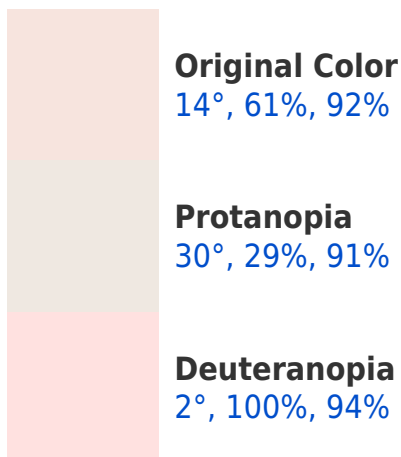 Original Color
14°, 61%, 92%
Protanopia
30°, 29%, 91%
Deuteranopia
2°, 100%, 94%